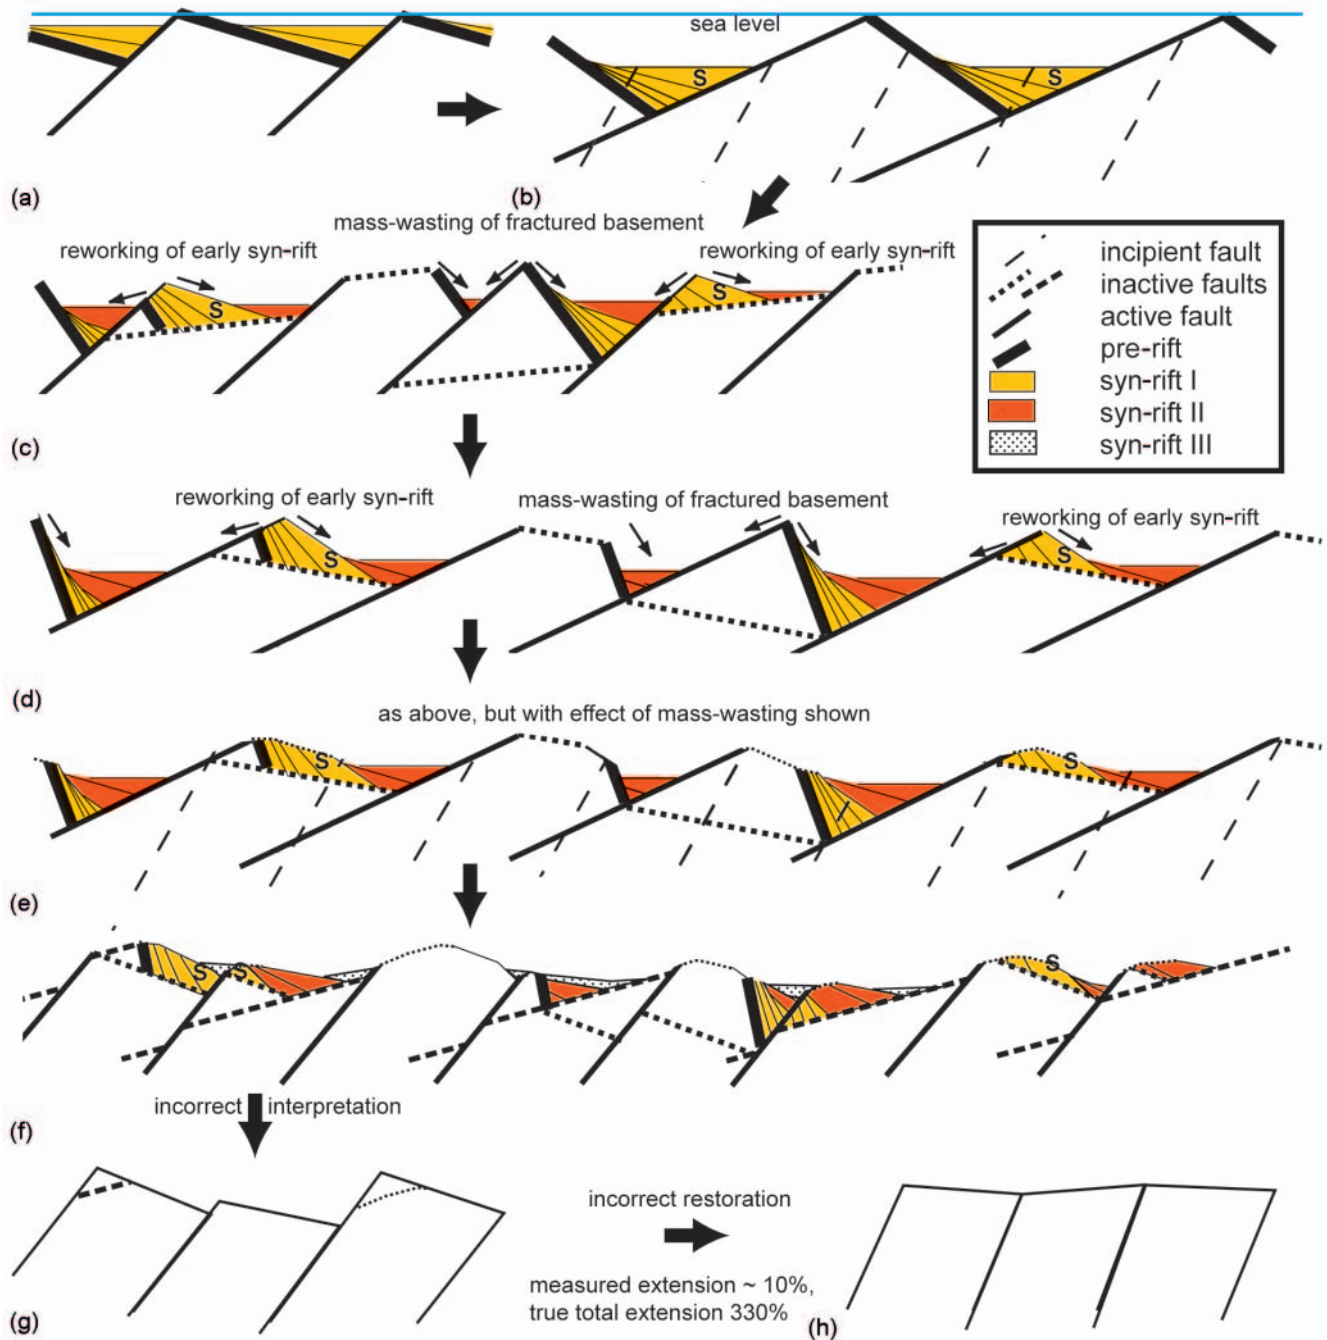 sea level
S
S
(a)
(b)
mass-wasting of fractured basement
reworking of early syn-rift
reworking of early syn-rift
S
S
incipient fault
inactive faults
active fault
pre-rift
syn-rift I
syn-rift II
syn-rift III
(c)
reworking of early syn-rift
mass-wasting of fractured basement
reworking of early syn-rift
S
S
(d)
as above, but with effect of mass-wasting shown
S
S
(e)
S
S
S
incorrect interpretation
(f)
incorrect restoration
measured extension ~ 10%,
true total extension 330%
(g)
(h)